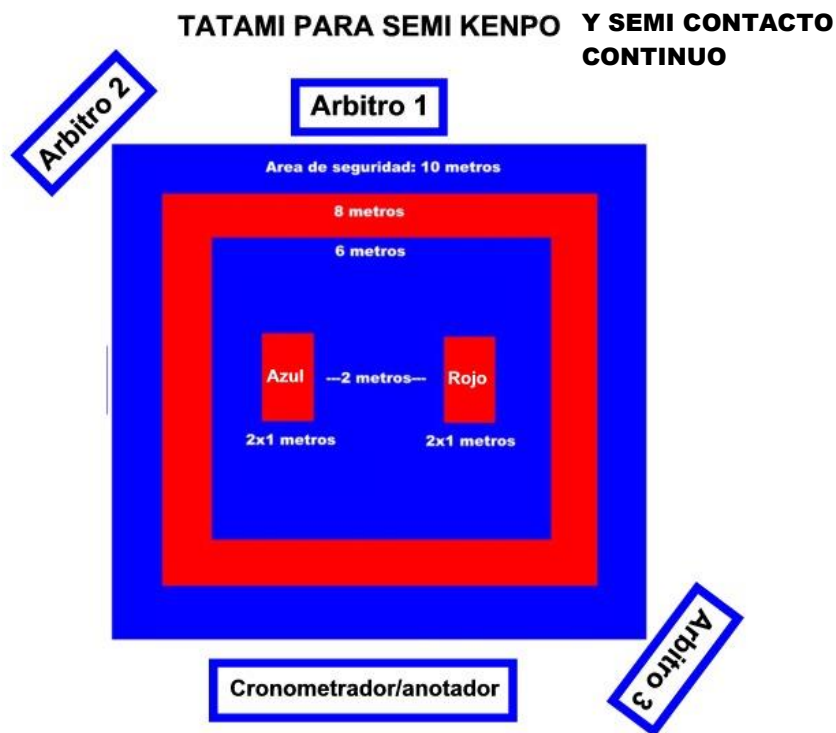 TATAMI PARA SEMI KENPO Y SEMI CONTACTO
CONTINUO
Arbitro 2
Arbitro 1
Area de seguridad: 10 metros
8 metros
6 metros
Azul ---2 metros--- Rojo
2x1 metros 2x1 metros
Cronometrador/anotador
Arbitro 3